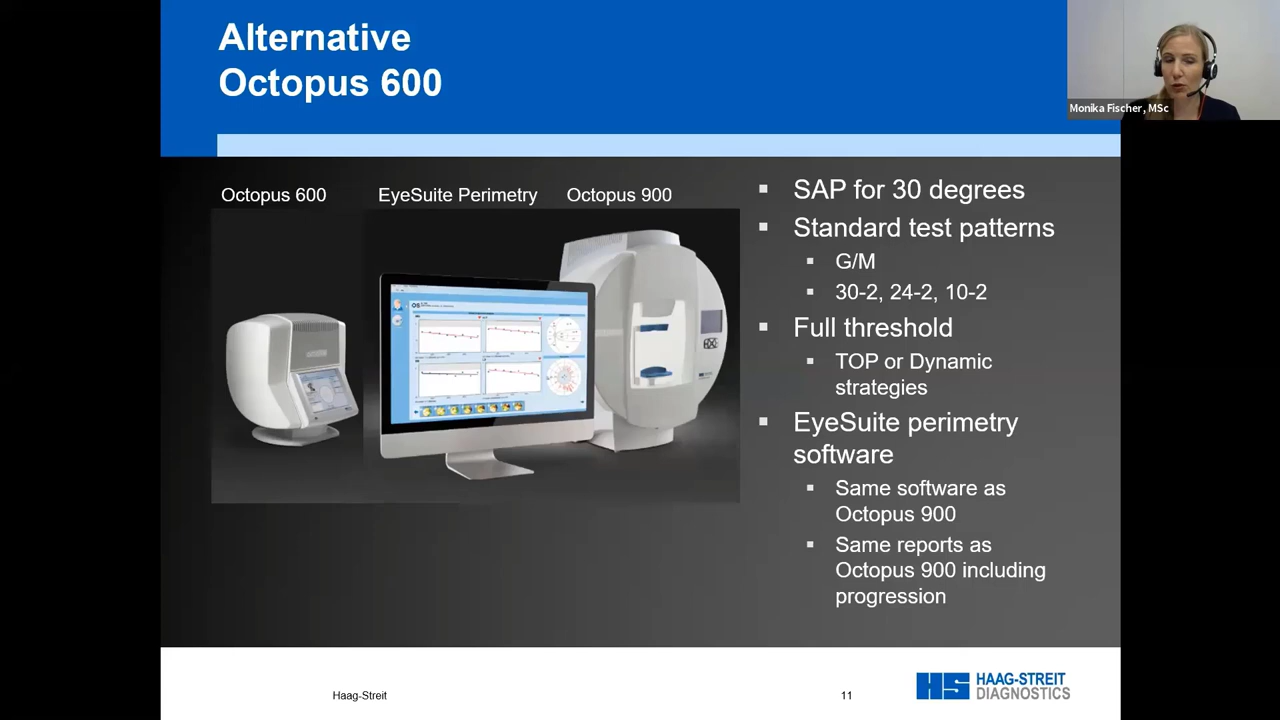 Alternative
Octopus 600
Monika Fischer, MSc
Octopus 600
EyeSuite Perimetry
Octopus 900
SAP for 30 degrees
Standard test patterns
G/M
30-2, 24-2, 10-2
Full threshold
TOP or Dynamic
strategies
EyeSuite perimetry
software
Same software as
Octopus 900
Same reports as
Octopus 900 including
progression
Haag-Streit
11
HS HAAG-STREIT
DIAGNOSTICS